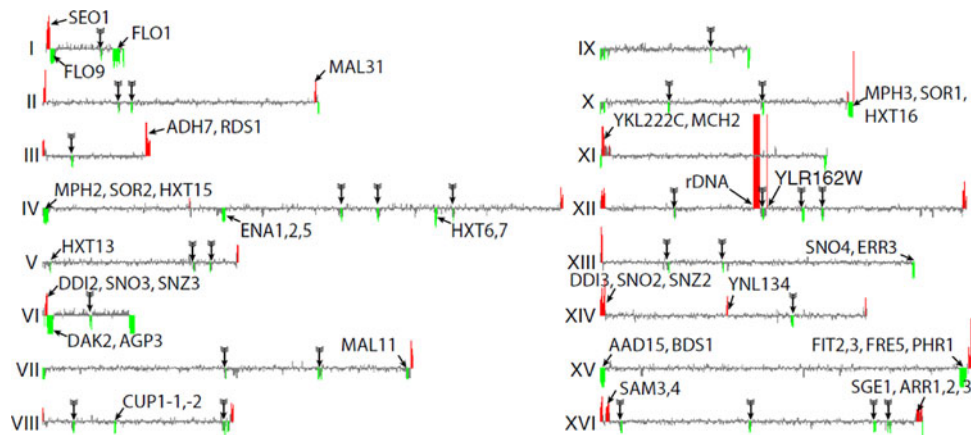 SEO1
I
FLO1
FLO9
II
MAL31
III
ADH7, RDS1
IV
MPH2, SOR2, HXT15
ENA1,2,5
HXT6,7
V
HXT13
VI
DDI2, SNO3, SNZ3
DAK2, AGP3
VII
MAL11
VIII
CUP1-1,-2
IX
X
MPH3, SOR1,
HXT16
XI
YKL222C, MCH2
XII
rDNA
YLR162W
XIII
SNO4, ERR3
DDI3, SNO2, SNZ2
XIV
YNL134
XV
AAD15, BDS1
FIT2,3, FRE5, PHR1
XVI
SAM3,4
SGE1, ARR1,2,3